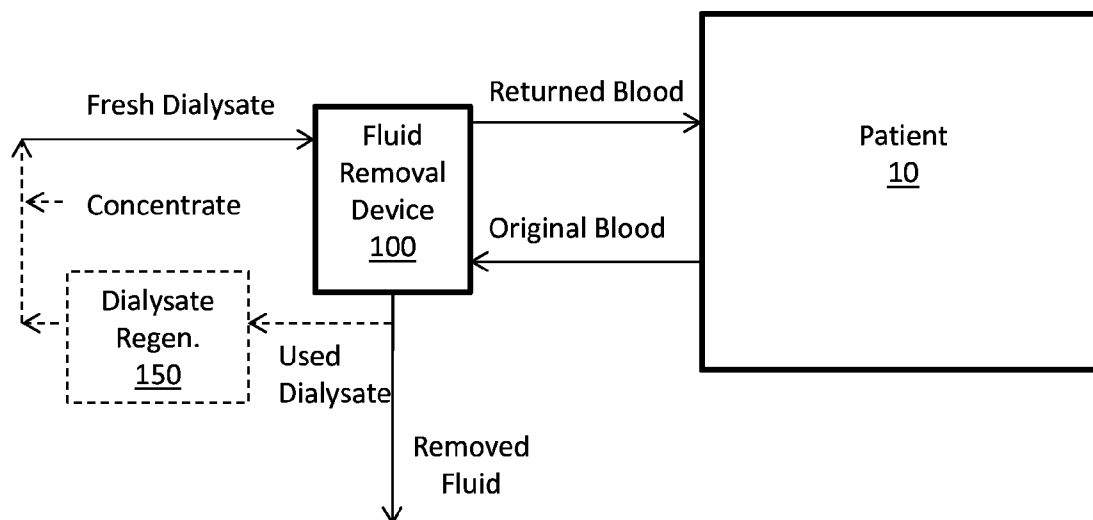 Fresh Dialysate
Concentrate
Dialysate
Regen.
150
Used
Dialysate
Fluid
Removal
Device
100
Removed
Fluid
Returned Blood
Original Blood
Patient
10